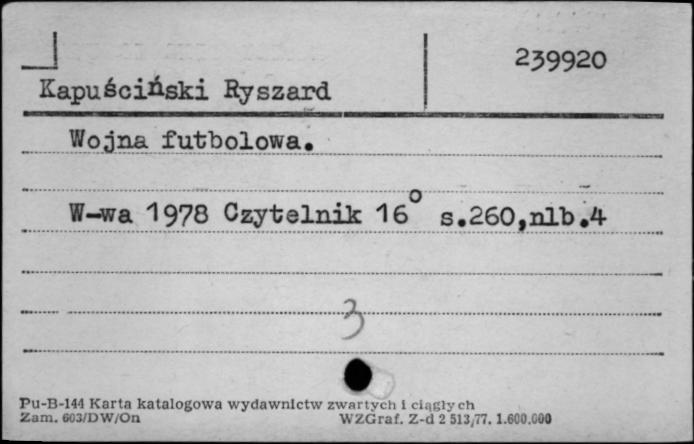 239920
Kapuściński Ryszard
Wojna futbolowa.
W-wa 1978 Czytelnik 16° s.260,nlb.4
3
Pu-B-144 Karta katalogowa wydawnictw zwartych i ciągłych
Zam. 603/DW/On WZGraf. Z-d 2 513/77. 1.600.000